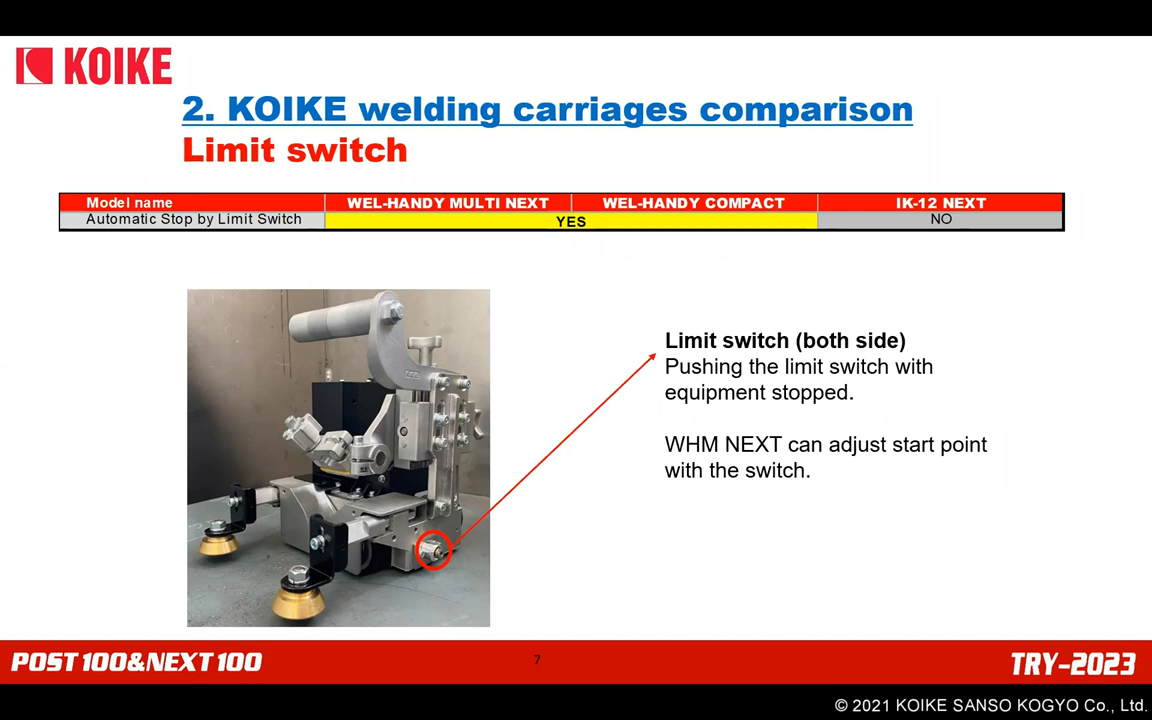 KOIKE
2. KOIKE welding carriages comparison
Limit switch
Model name WEL-HANDY MULTI NEXT WEL-HANDY COMPACT IK-12 NEXT
Automatic Stop by Limit Switch YES NO
Limit switch (both side)
Pushing the limit switch with
equipment stopped.
WHM NEXT can adjust start point
with the switch.
POST 100&NEXT 100 7 TRY-2023
© 2021 KOIKE SANSO KOGYO Co., Ltd.